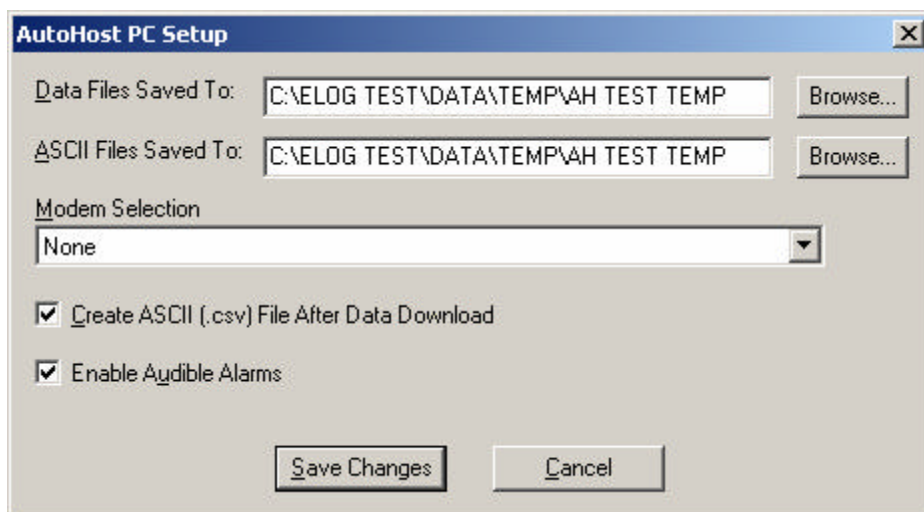 AutoHost PC Setup
Data Files Saved To: C:\ELOG TEST\DATA\TEMP\AH TEST TEMP Browse...
ASCII Files Saved To: C:\ELOG TEST\DATA\TEMP\AH TEST TEMP Browse...
Modem Selection
None
Create ASCII (.csv) File After Data Download
Enable Audible Alarms
Save Changes Cancel